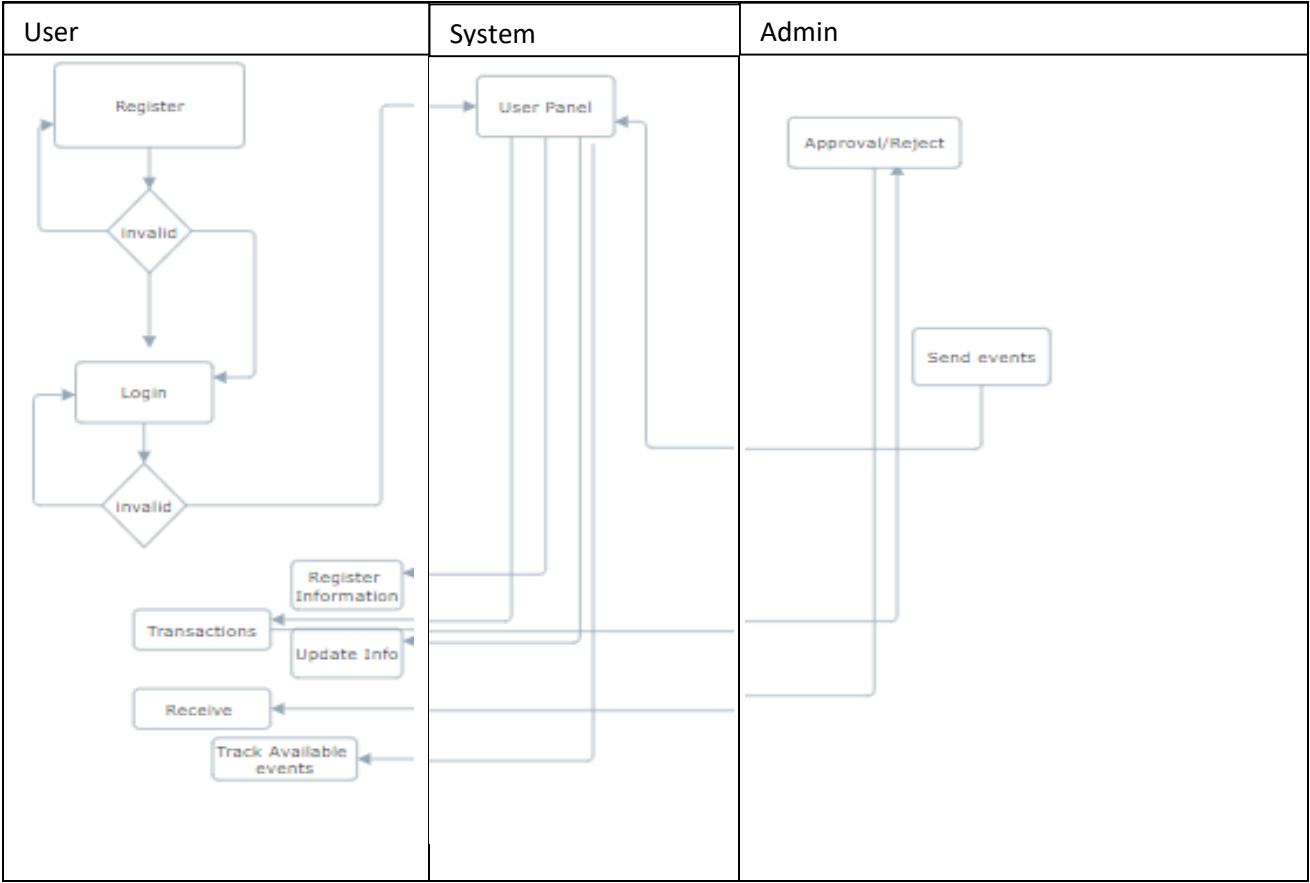 User
System
Admin
Register
User Panel
Approval/Reject
invalid
Send events
Login
invalid
Register
Information
Transactions
Update Info
Receive
Track Available
events